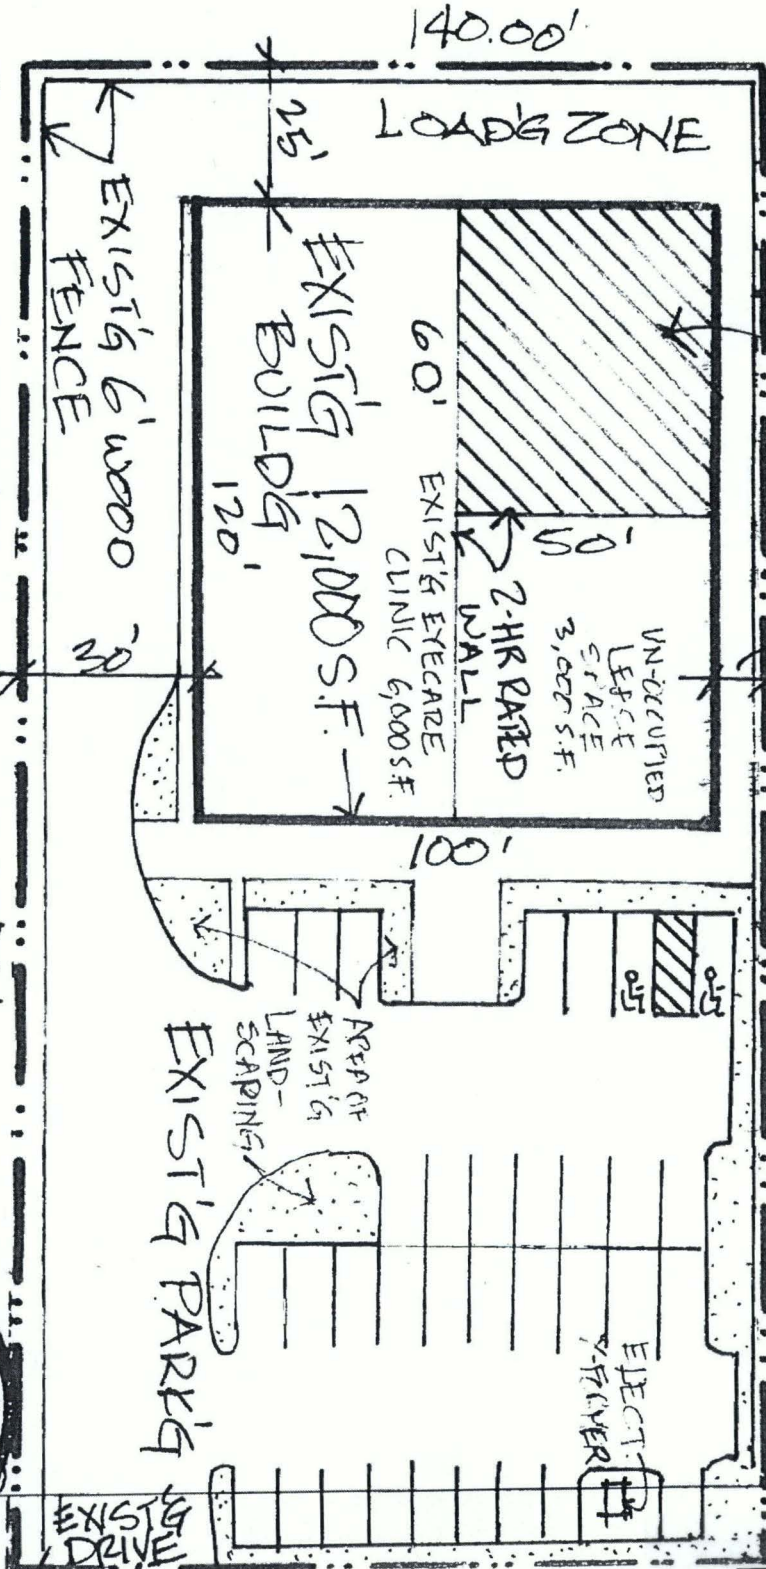 140.00'
LOAD'G ZONE
25'
EXIST'G 6' WOOD
FENCE
EXIST'G 12,000 S.F.
BUILD'G
120'
60'
EXIST'G EYECARE
CLINIC 6,000 S.F.
50'
2-HR RATED
WALL
UN-OCCUPIED
LEASE
SPACE
3,000 S.F.
30'
100'
AREA OF
EXIST'G
LAND-
SCAPING
EXIST'G PARK'G
ELECT
X-FORMER
EXIST'G
DRIVE